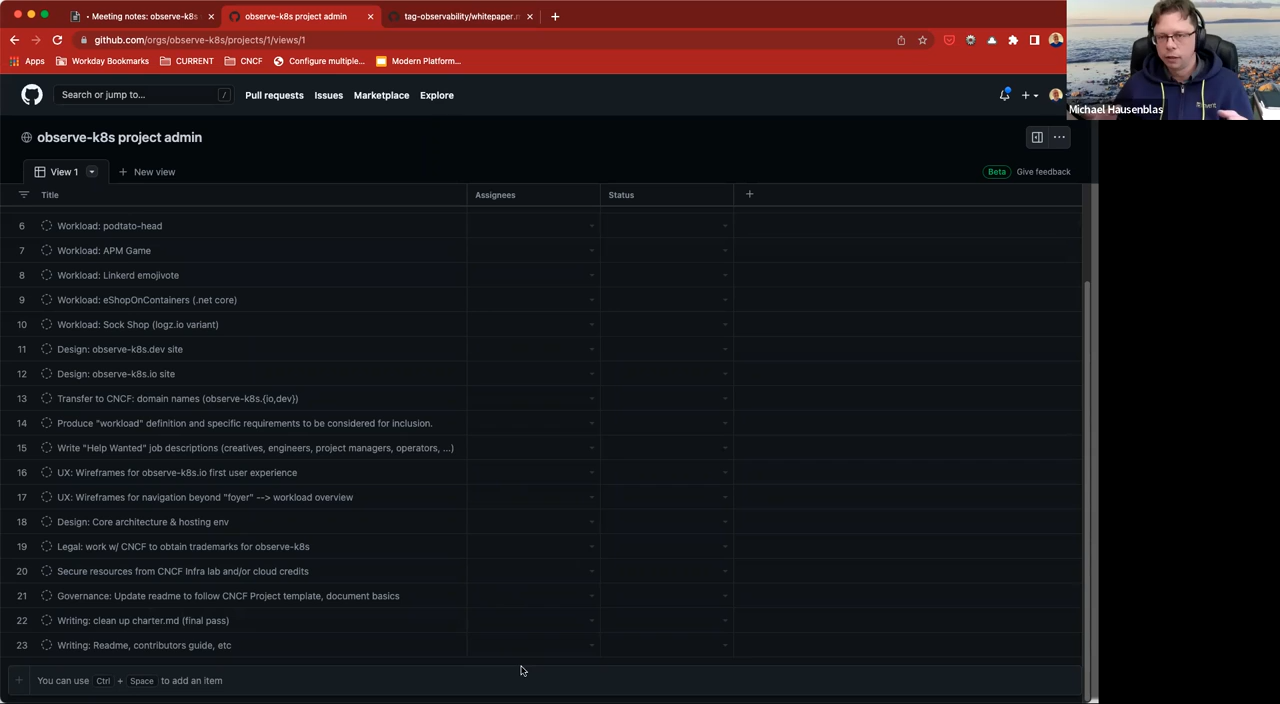 • Meeting notes: observe-k8s
observe-k8s project admin
tag-observability/whitepaper.m
github.com/orgs/observe-k8s/projects/1/views/1
Apps
Workday Bookmarks
CURRENT
CNCF
Configure multiple...
Modern Platform...
Search or jump to...
/
Pull requests
Issues
Marketplace
Explore
Michael Hausenblas
observe-k8s project admin
View 1
New view
Beta
Give feedback
Title
Assignees
Status
6 Workload: podtato-head
7 Workload: APM Game
8 Workload: Linkerd emojivote
9 Workload: eShopOnContainers (.net core)
10 Workload: Sock Shop (logz.io variant)
11 Design: observe-k8s.dev site
12 Design: observe-k8s.io site
13 Transfer to CNCF: domain names (observe-k8s.{io,dev})
14 Produce "workload" definition and specific requirements to be considered for inclusion.
15 Write "Help Wanted" job descriptions (creatives, engineers, project managers, operators, ...)
16 UX: Wireframes for observe-k8s.io first user experience
17 UX: Wireframes for navigation beyond "foyer" --> workload overview
18 Design: Core architecture & hosting env
19 Legal: work w/ CNCF to obtain trademarks for observe-k8s
20 Secure resources from CNCF Infra lab and/or cloud credits
21 Governance: Update readme to follow CNCF Project template, document basics
22 Writing: clean up charter.md (final pass)
23 Writing: Readme, contributors guide, etc
You can use Ctrl + Space to add an item